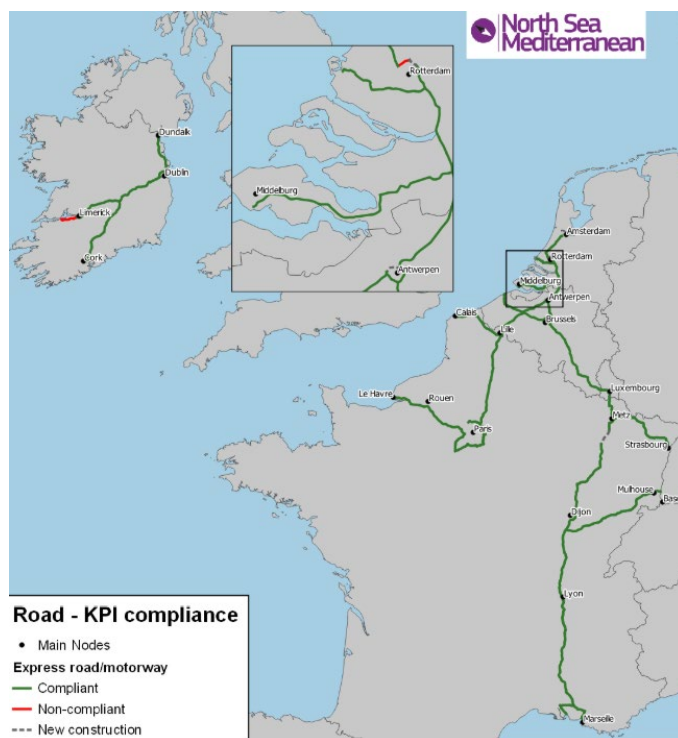 North Sea
Mediterranean
Rotterdam
Middelburg
Antwerpen
Dundalk
Dublin
Limerick
Cork
Amsterdam
Rotterdam
Middelburg
Antwerpen
Calais
Lille
Brussels
Le Havre
Rouen
Paris
Luxembourg
Metz
Strasbourg
Mulhouse
Base
Dijon
Lyon
Marseille
Road - KPI compliance
Main Nodes
Express road/motorway
Compliant
Non-compliant
New construction